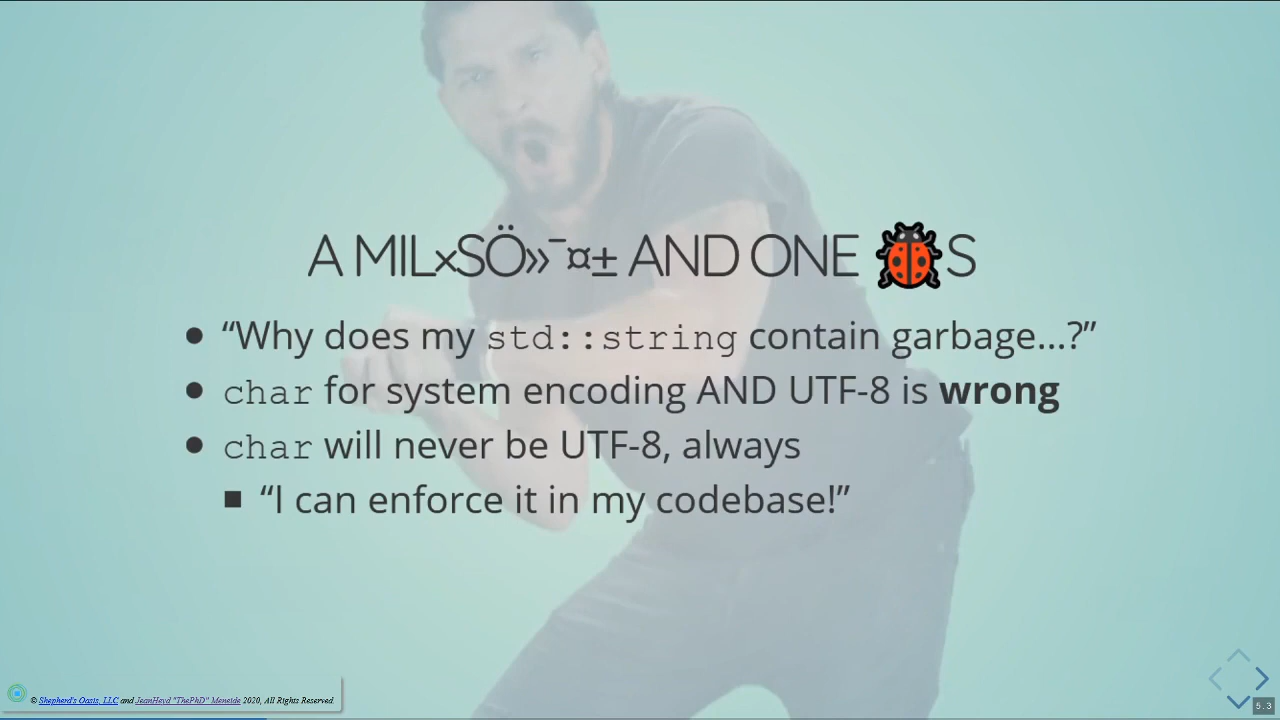 A MIL×SÖ»¯¤± AND ONE 🐞S
“Why does my std::string contain garbage…?”
char for system encoding AND UTF-8 is wrong
char will never be UTF-8, always
“I can enforce it in my codebase!”
© Shepherd's Oasis, LLC and JeanHeyd "ThePhD" Meneide 2020, All Rights Reserved.
5.3